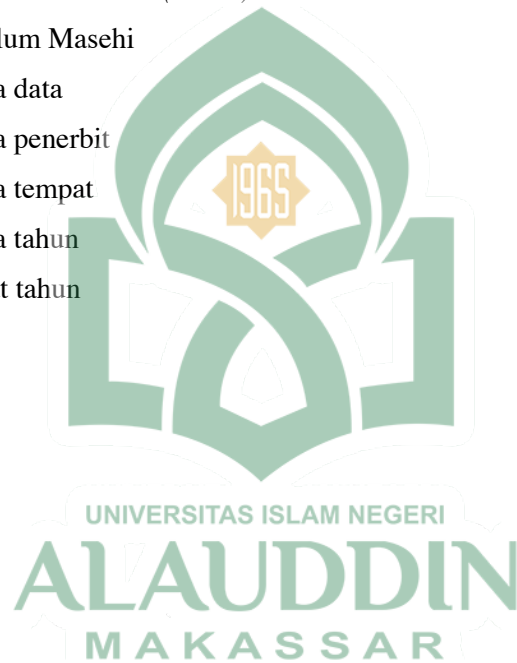 lum Masehi
a data
a penerbit
a tempat
a tahun
t tahun
1965
UNIVERSITAS ISLAM NEGERI
ALAUDDIN
MAKASSAR